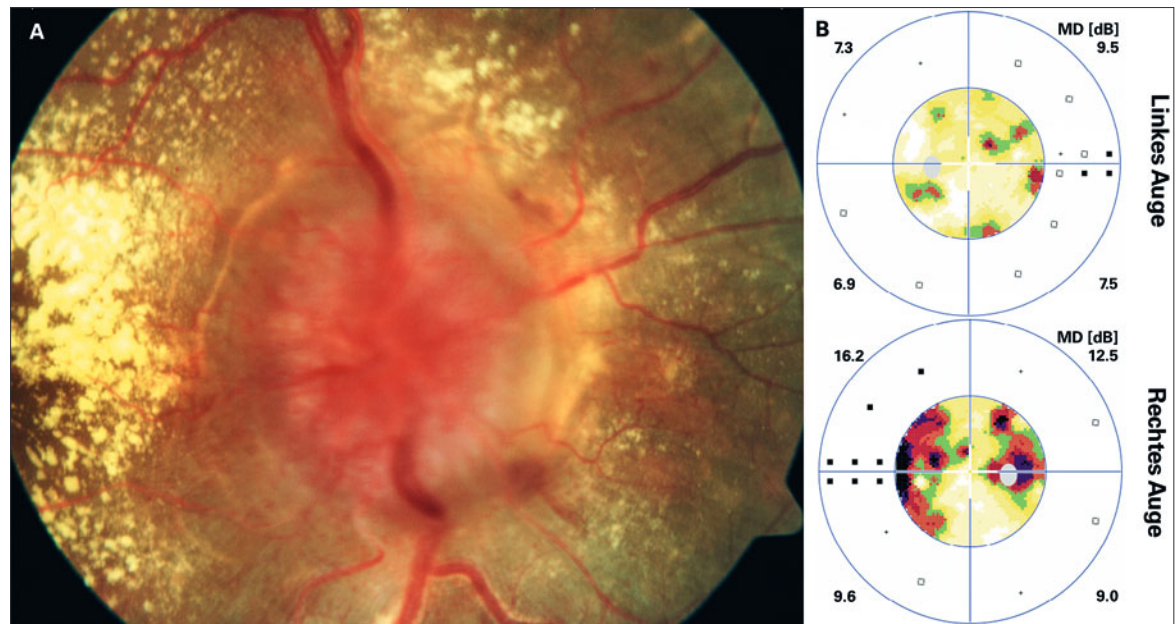 A
B
MD [dB]
7.3
9.5
6.9
7.5
Linkes Auge
MD [dB]
16.2
12.5
9.6
9.0
Rechtes Auge